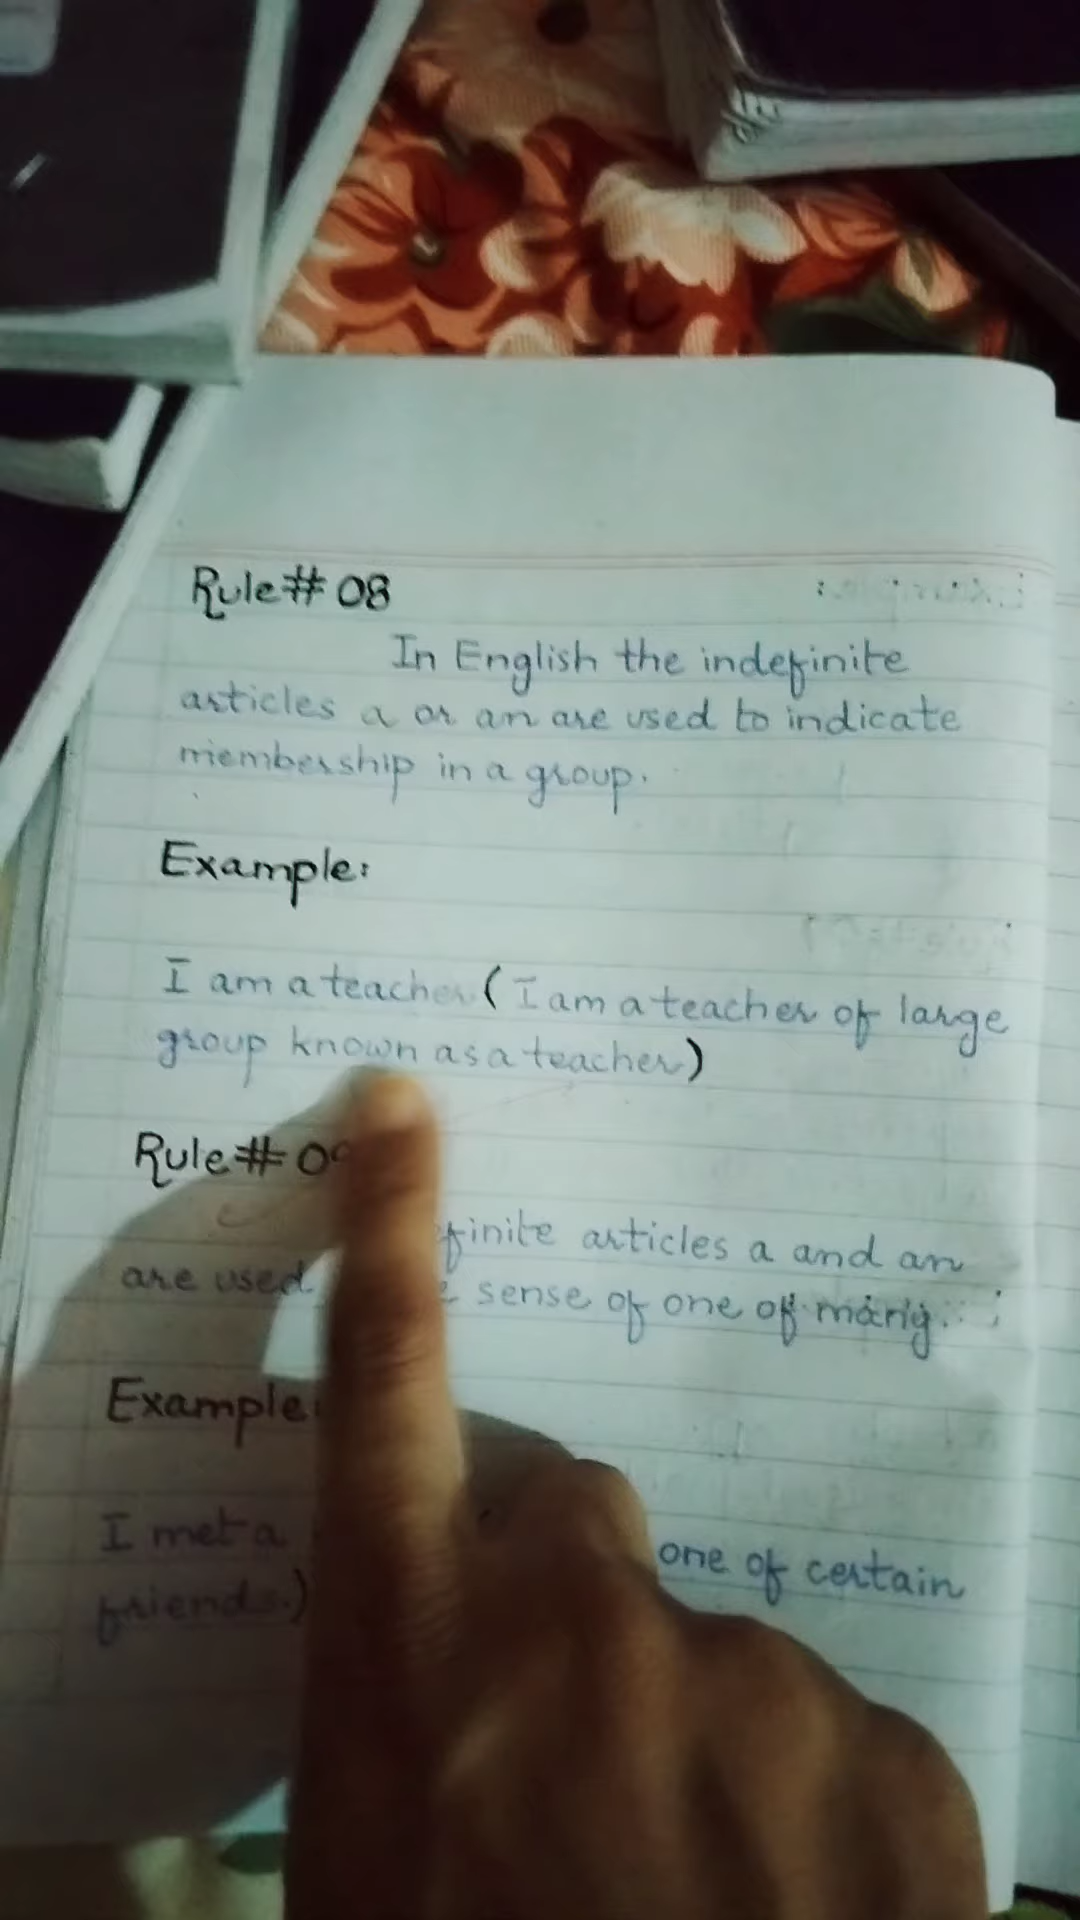 Rule# 08
In English the indefinite
articles a or an are used to indicate
membership in a group.
Example:
I am a teacher ( I am a teacher of large
group known as a teacher)
Rule# 09
finite articles a and an
are used sense of one of many.
Example:
I met a one of certain
friends.)